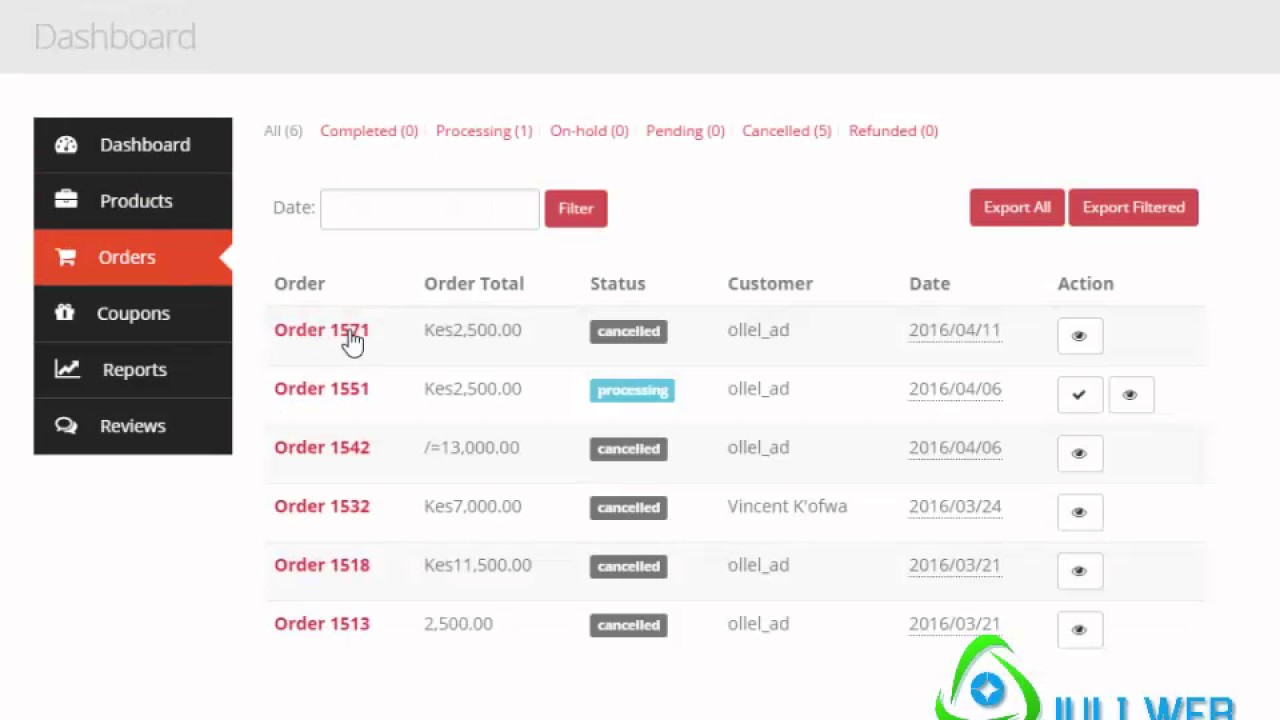 Dashboard
Dashboard
Products
Orders
Coupons
Reports
Reviews
All (6) Completed (0) Processing (1) On-hold (0) Pending (0) Cancelled (5) Refunded (0)
Date: Filter Export All Export Filtered
Order Order Total Status Customer Date Action
Order 1571 Kes2,500.00 cancelled ollel_ad 2016/04/11
Order 1551 Kes2,500.00 processing ollel_ad 2016/04/06
Order 1542 /=13,000.00 cancelled ollel_ad 2016/04/06
Order 1532 Kes7,000.00 cancelled Vincent K'ofwa 2016/03/24
Order 1518 Kes11,500.00 cancelled ollel_ad 2016/03/21
Order 1513 2,500.00 cancelled ollel_ad 2016/03/21
WEB